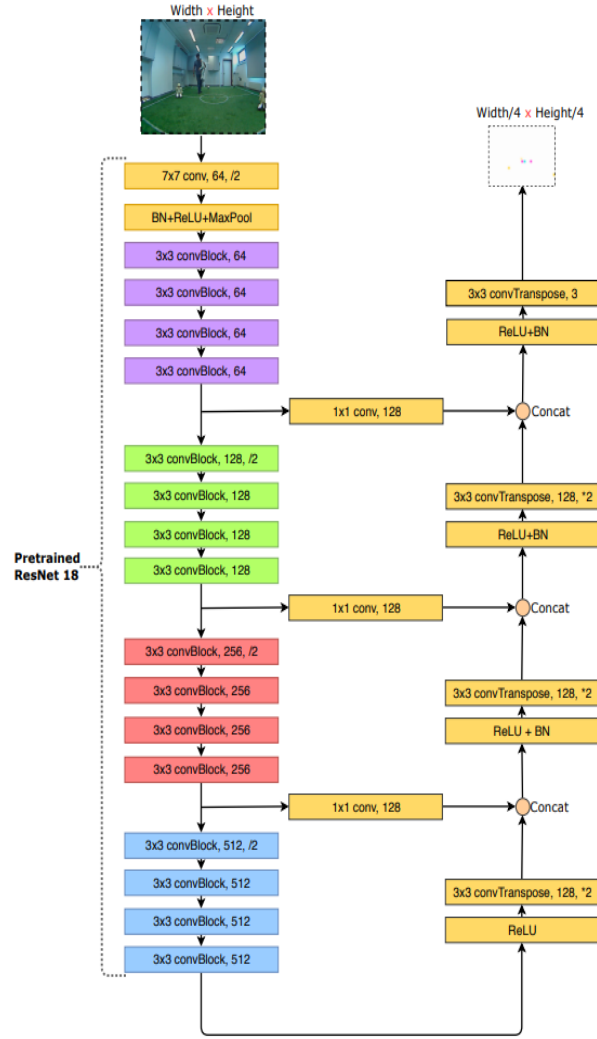 Width x Height
7x7 conv, 64, /2
BN+ReLU+MaxPool
3x3 convBlock, 64
3x3 convBlock, 64
3x3 convBlock, 64
3x3 convBlock, 64
1x1 conv, 128
3x3 convBlock, 128, /2
3x3 convBlock, 128
3x3 convBlock, 128
3x3 convBlock, 128
Pretrained
ResNet 18
1x1 conv, 128
3x3 convBlock, 256, /2
3x3 convBlock, 256
3x3 convBlock, 256
3x3 convBlock, 256
1x1 conv, 128
3x3 convBlock, 512, /2
3x3 convBlock, 512
3x3 convBlock, 512
3x3 convBlock, 512
Width/4 x Height/4
3x3 convTranspose, 3
ReLU+BN
Concat
3x3 convTranspose, 128, *2
ReLU+BN
Concat
3x3 convTranspose, 128, *2
ReLU + BN
Concat
3x3 convTranspose, 128, *2
ReLU